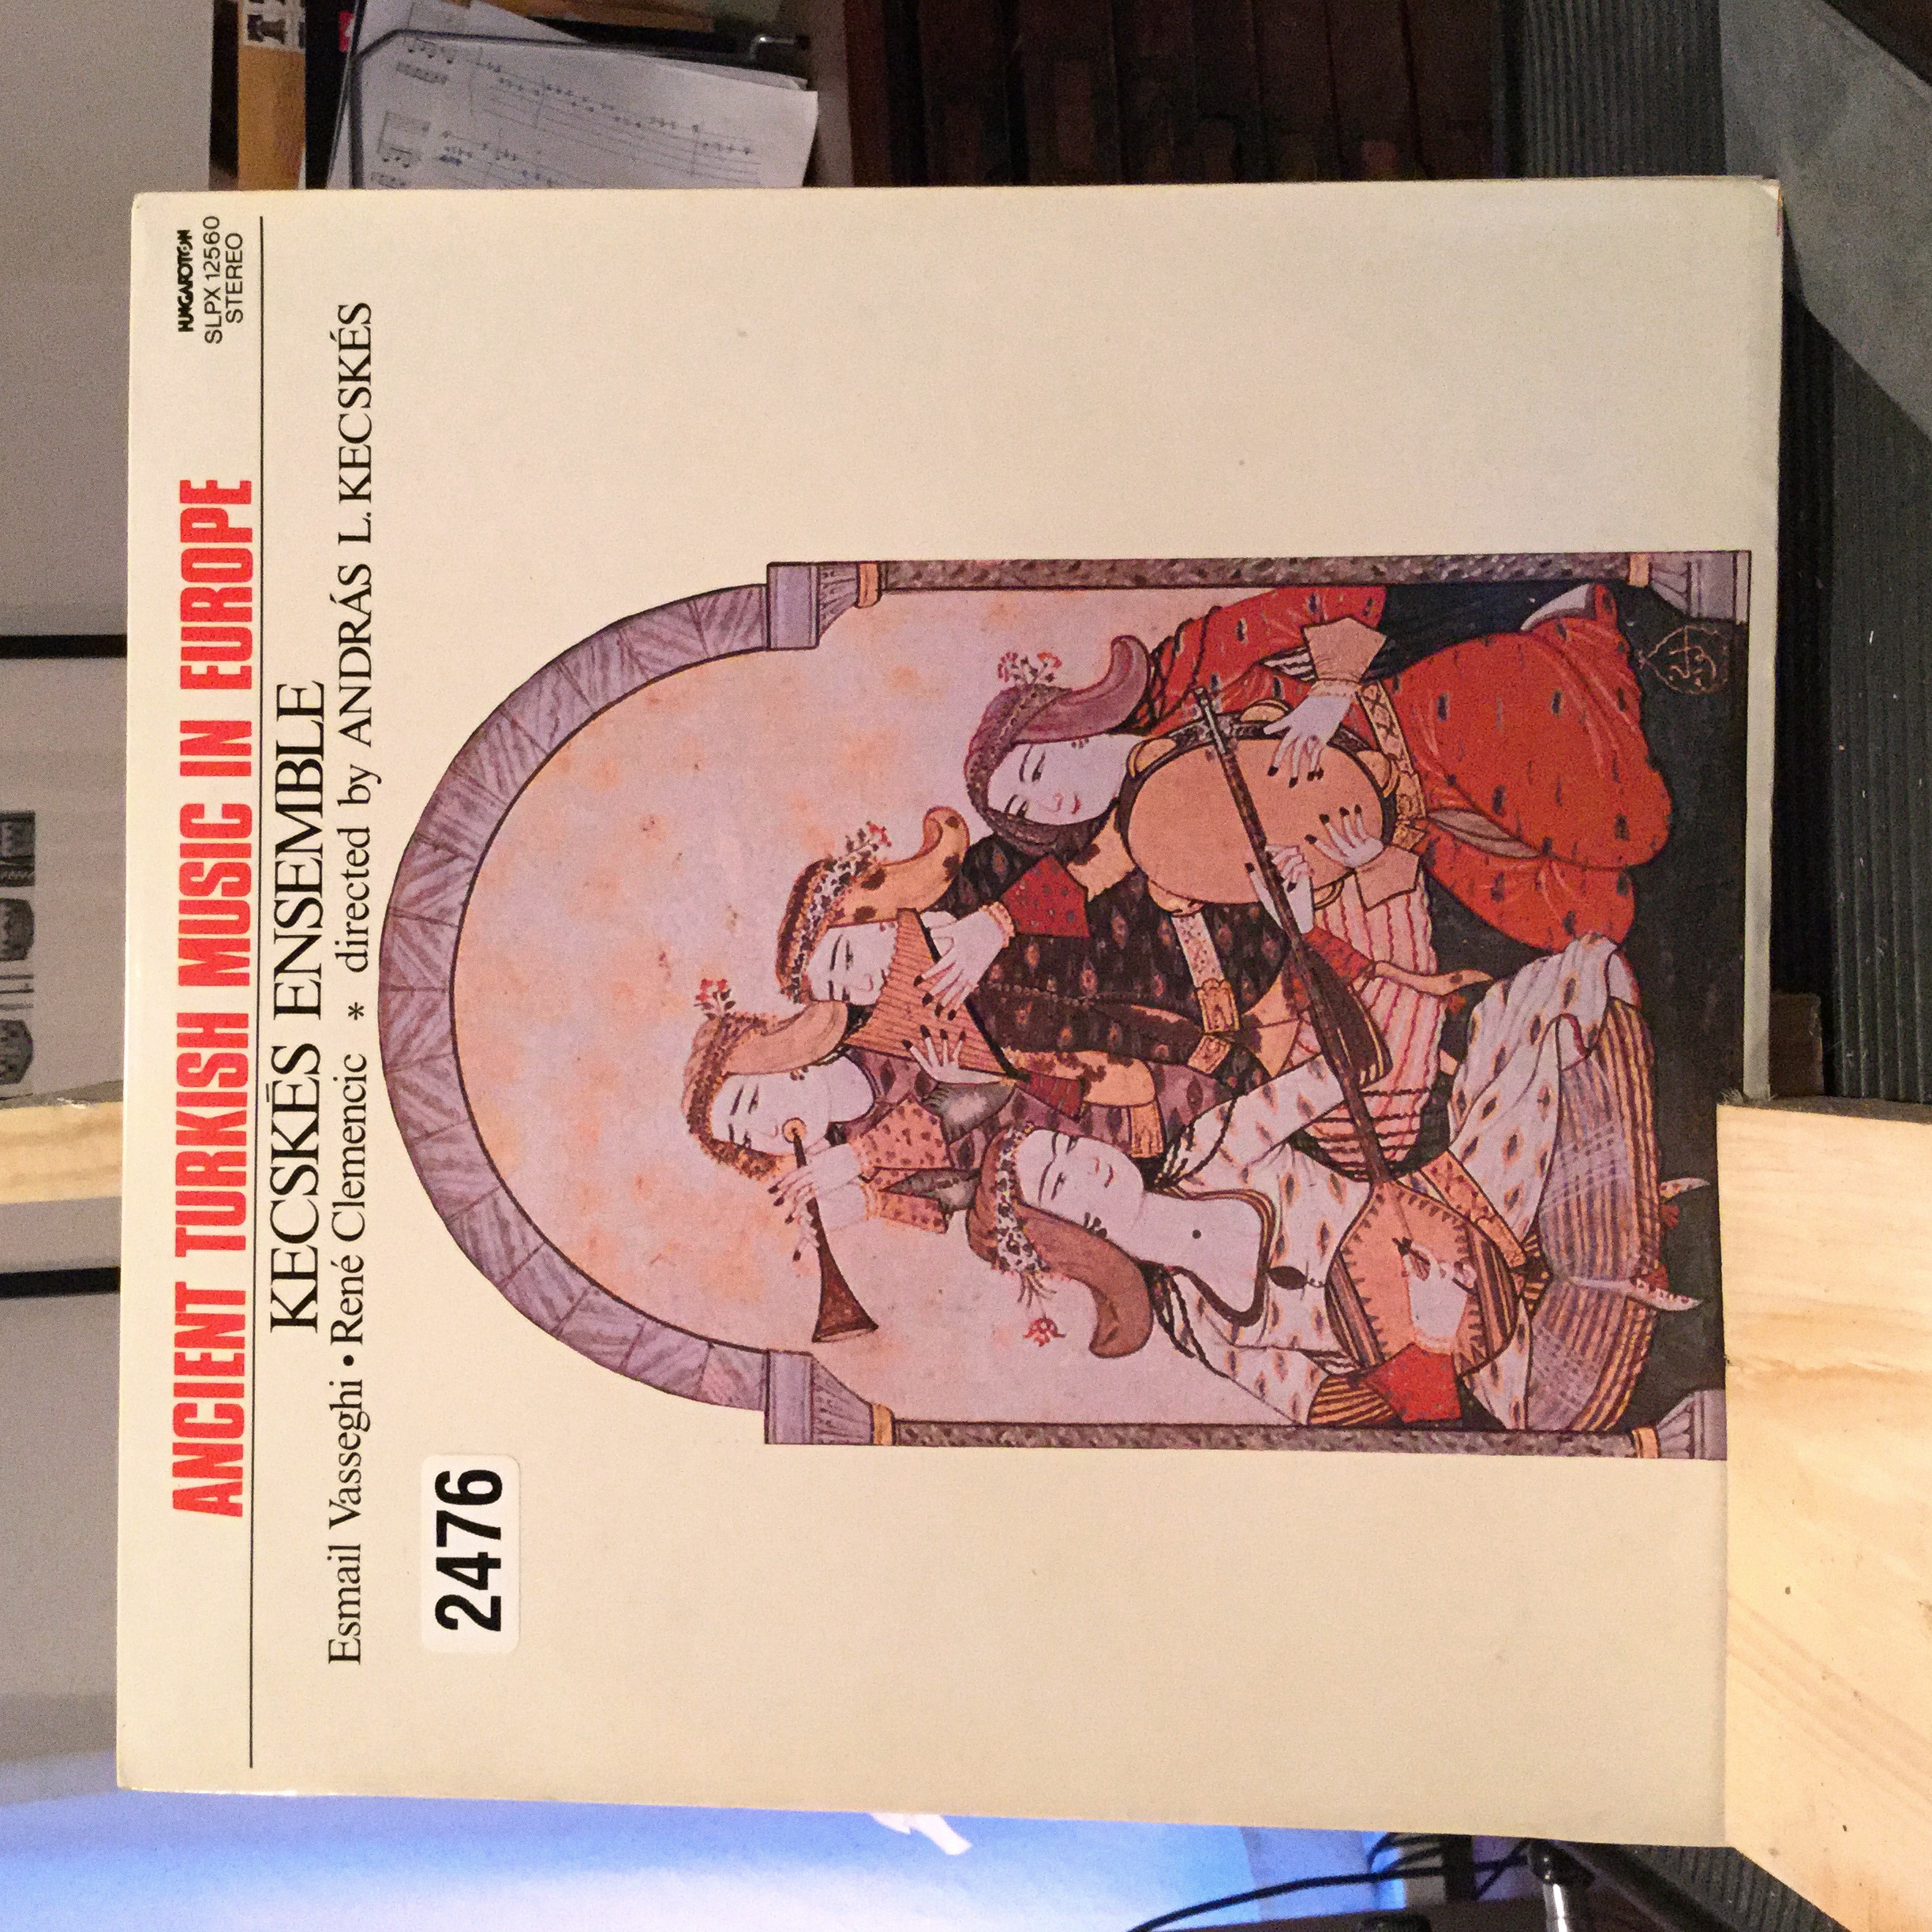 HUNGAROTON
SLPX 12560
STEREO
ANCIENT TURKISH MUSIC IN EUROPE
KECSKÉS ENSEMBLE
Esmail Vasseghi • René Clemencic * directed by ANDRÁS L. KECSKÉS
2476